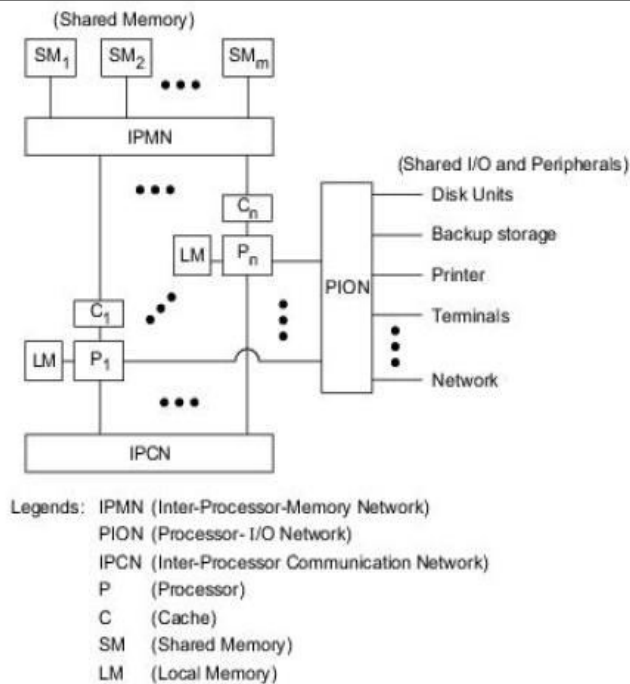 (Shared Memory)
SM1 SM2 SMm
IPMN
(Shared I/O and Peripherals)
Disk Units
Cn
Backup storage
LM Pn
PION
Printer
C1
Terminals
LM P1
Network
IPCN
Legends: IPMN (Inter-Processor-Memory Network)
PION (Processor- I/O Network)
IPCN (Inter-Processor Communication Network)
P (Processor)
C (Cache)
SM (Shared Memory)
LM (Local Memory)